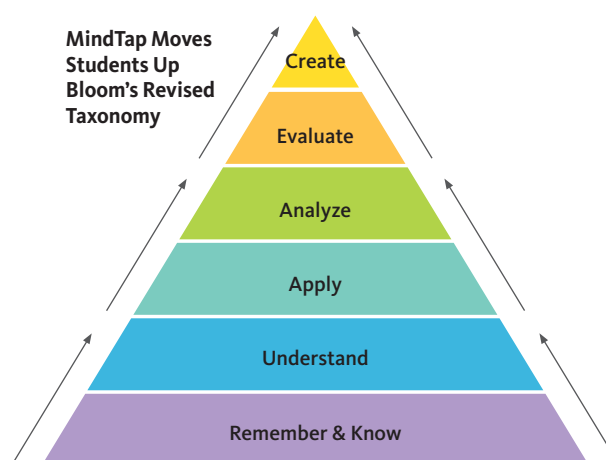 MindTap Moves
Students Up
Bloom’s Revised
Taxonomy
Create
Evaluate
Analyze
Apply
Understand
Remember & Know